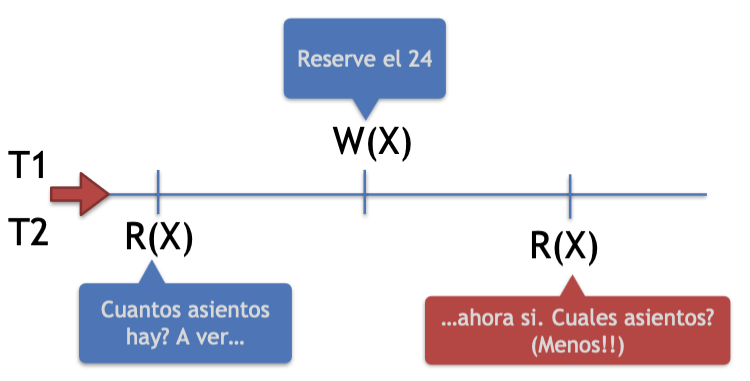 Reserve el 24
W(X)
T1
T2
R(X)
R(X)
Cuantos asientos
hay? A ver...
...ahora si. Cuales asientos?
(Menos!!)